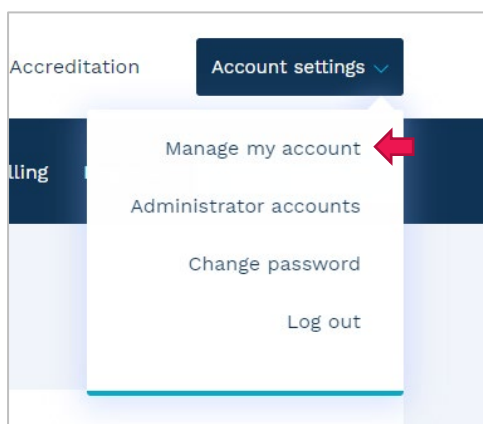 Accreditation Account settings
Manage my account
lling
Administrator accounts
Change password
Log out